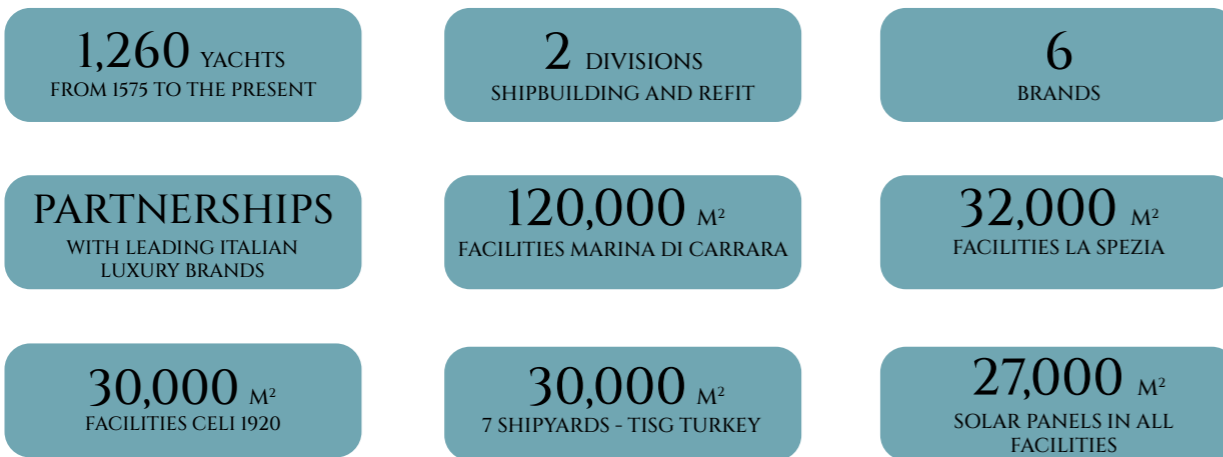 1,260 YACHTS
FROM 1575 TO THE PRESENT
2 DIVISIONS
SHIPBUILDING AND REFIT
6
BRANDS
PARTNERSHIPS
WITH LEADING ITALIAN
LUXURY BRANDS
120,000 M²
FACILITIES MARINA DI CARRARA
32,000 M²
FACILITIES LA SPEZIA
30,000 M²
FACILITIES CELI 1920
30,000 M²
7 SHIPYARDS - TISG TURKEY
27,000 M²
SOLAR PANELS IN ALL
FACILITIES